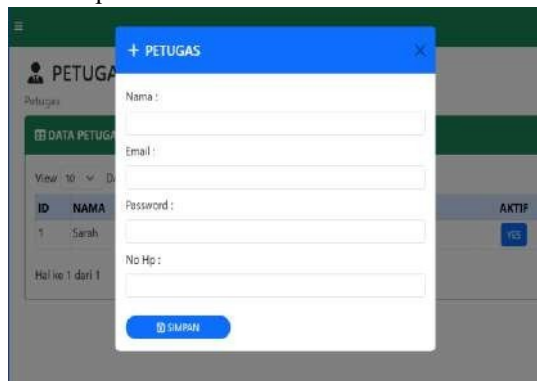 + PETUGAS
PETUGA
Petugas
DATA PETUGA
View 10
ID NAMA AKTIF
1 Sarah YES
Hal ke 1 dari 1
Nama :
Email :
Password :
No Hp :
SIMPAN